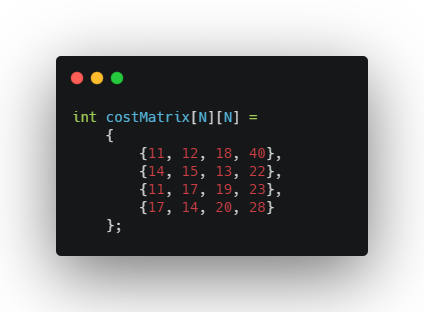 int costMatrix[N][N] =
{
{11, 12, 18, 40},
{14, 15, 13, 22},
{11, 17, 19, 23},
{17, 14, 20, 28}
};